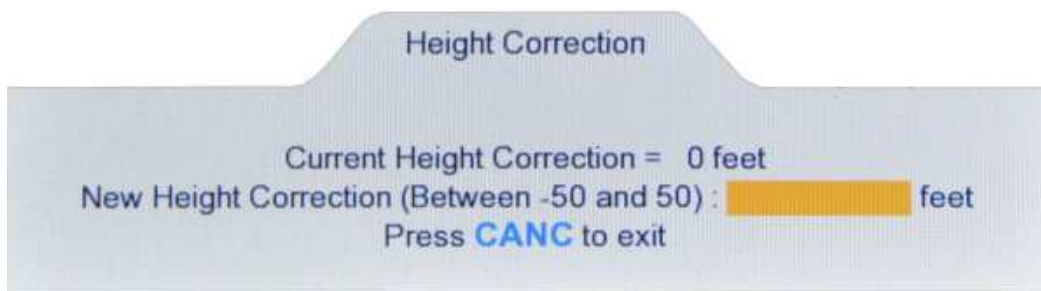 Height Correction
Current Height Correction = 0 feet
New Height Correction (Between -50 and 50) : feet
Press CANC to exit